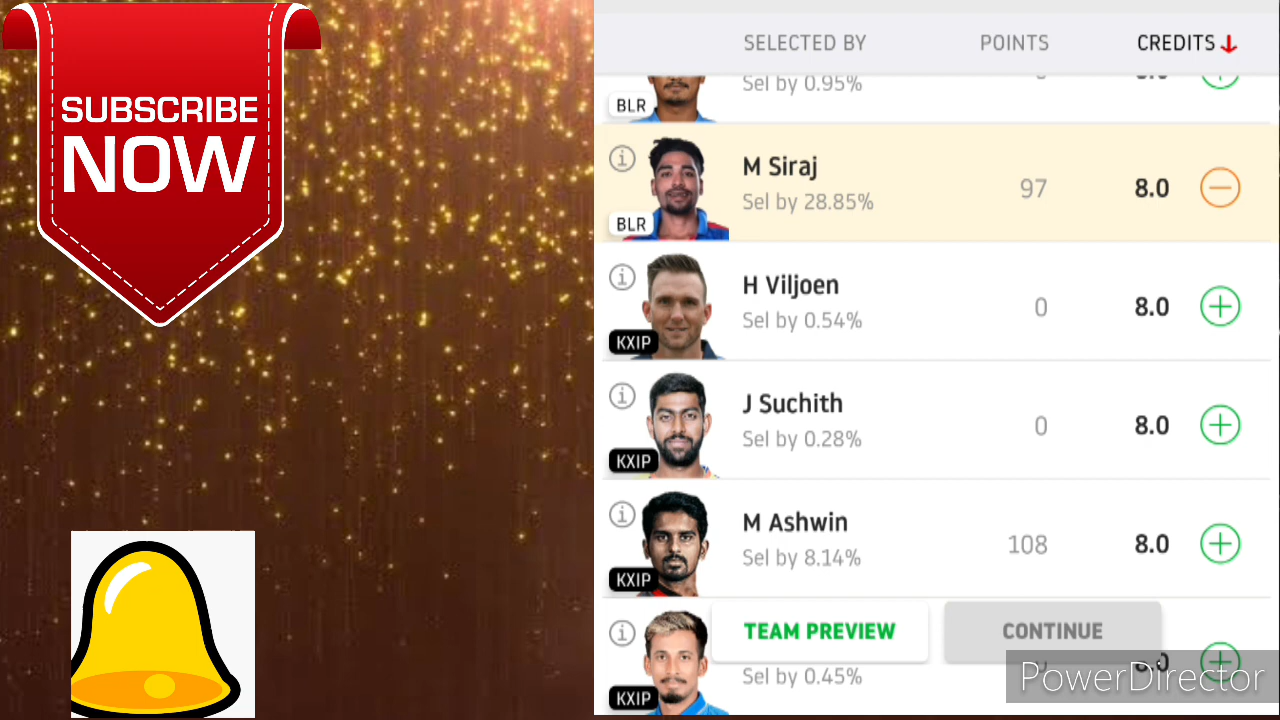 SUBSCRIBE
NOW
SELECTED BY POINTS CREDITS
Sel by 0.95%
BLR
M Siraj
Sel by 28.85%
97 8.0
BLR
H Viljoen
Sel by 0.54%
0 8.0
KXIP
J Suchith
Sel by 0.28%
0 8.0
KXIP
M Ashwin
Sel by 8.14%
108 8.0
KXIP
TEAM PREVIEW CONTINUE
Sel by 0.45%
KXIP
PowerDirector